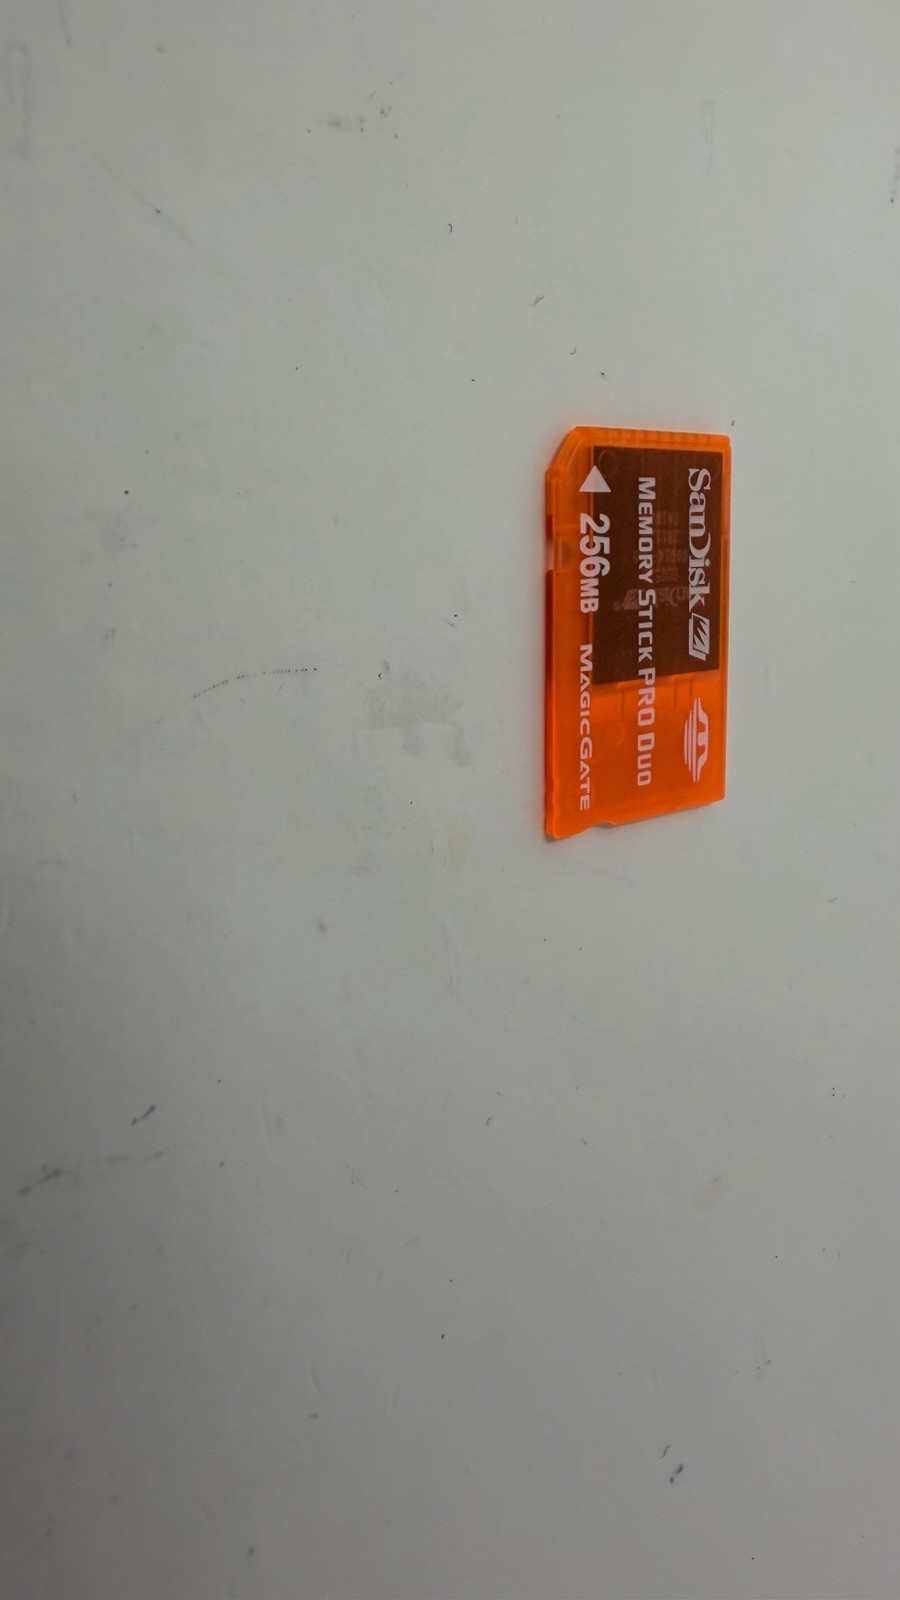 SanDisk
MEMORY STICK PRO DUO
256MB MAGICGATE